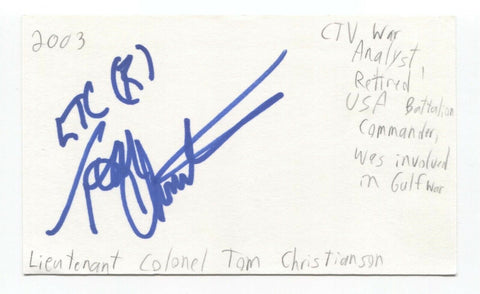 2003
CTV War
Analyst
Retired
USA Battalion
Commander,
Was involved
in Gulf War
LTC (R)
Lieutenant Colonel Tom Christianson